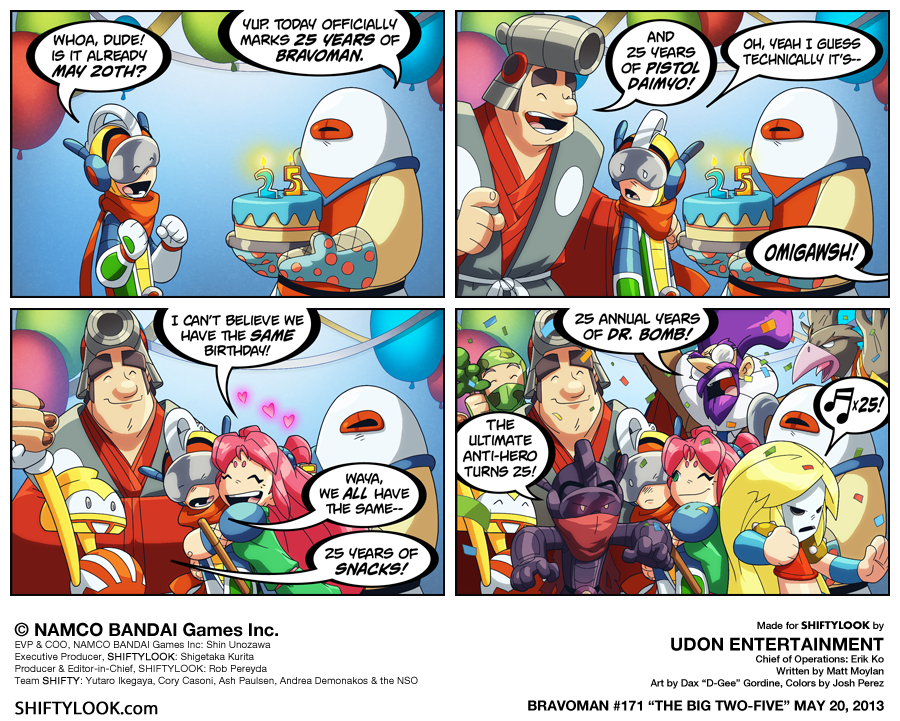 WHOA, DUDE!
IS IT ALREADY
MAY 20TH?
YUP. TODAY OFFICIALLY
MARKS 25 YEARS OF
BRAVOMAN.
25
AND
25 YEARS
OF PISTOL
DAIMYO!
OH, YEAH I GUESS
TECHNICALLY IT'S--
25
OMIGAWSH!
I CAN'T BELIEVE WE
HAVE THE SAME
BIRTHDAY!
WAYA,
WE ALL HAVE
THE SAME--
25 YEARS OF
SNACKS!
25 ANNUAL YEARS
OF DR. BOMB!
♫x25!
THE
ULTIMATE
ANTI-HERO
TURNS 25!
© NAMCO BANDAI Games Inc.
EVP & COO, NAMCO BANDAI Games Inc: Shin Unozawa
Executive Producer, SHIFTYLOOK: Shigetaka Kurita
Producer & Editor-in-Chief, SHIFTYLOOK: Rob Pereyda
Team SHIFTY: Yutaro Ikegaya, Cory Casoni, Ash Paulsen, Andrea Demonakos & the NSO
SHIFTYLOOK.com
Made for SHIFTYLOOK by
UDON ENTERTAINMENT
Chief of Operations: Erik Ko
Written by Matt Moylan
Art by Dax “D-Gee” Gordine, Colors by Josh Perez
BRAVOMAN #171 “THE BIG TWO-FIVE” MAY 20, 2013